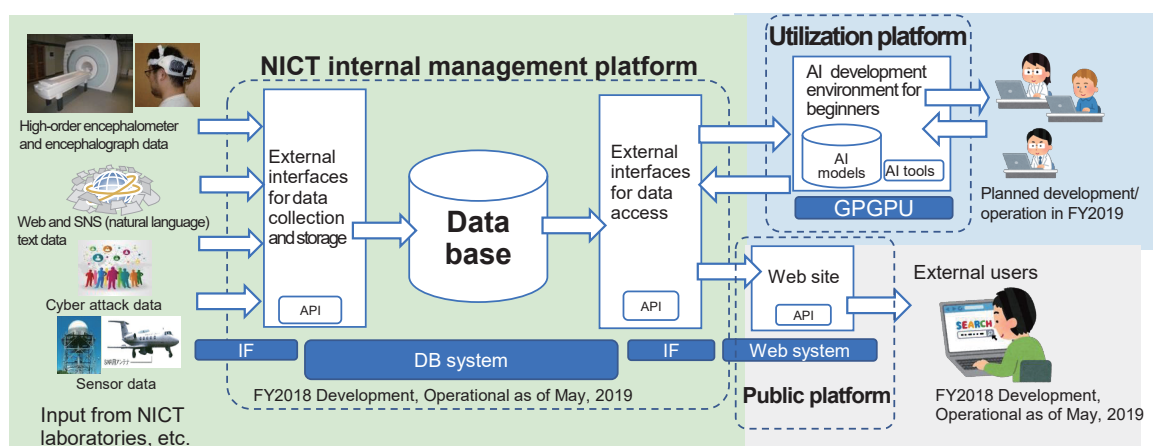 NICT internal management platform
Utilization platform
High-order encephalometer
and encephalograph data
Web and SNS (natural language)
text data
Cyber attack data
Sensor data
Input from NICT
laboratories, etc.
External
interfaces
for data
collection
and storage
API
Data
base
External
interfaces
for data
access
API
IF
DB system
IF
Web system
FY2018 Development, Operational as of May, 2019
AI development
environment for
beginners
AI
models
AI tools
GPGPU
Planned development/
operation in FY2019
Web site
API
Public platform
External users
SEARCH
FY2018 Development,
Operational as of May, 2019